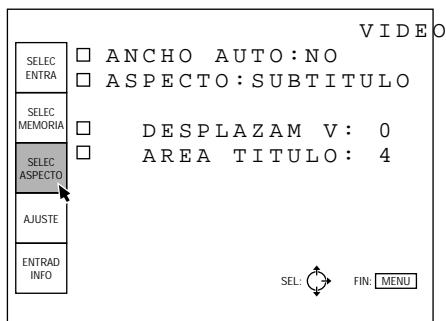 VIDEO
SELEC
ENTRA
SELEC
MEMORIA
SELEC
ASPECTO
AJUSTE
ENTRAD
INFO
ANCHO AUTO:NO
ASPECTO:SUBTITULO
DESPLAZAM V: 0
AREA TITULO: 4
SEL: FIN: MENU